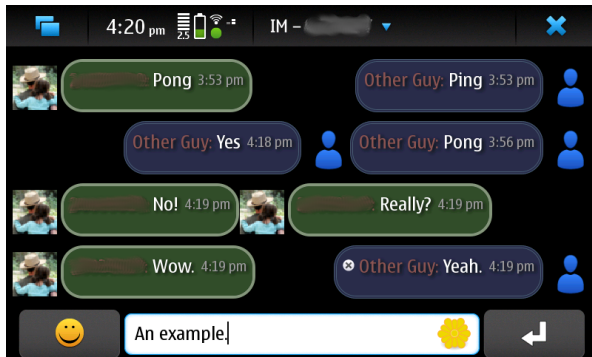 4:20 pm 2.5 IM –
Pong 3:53 pm Other Guy: Ping 3:53 pm
Other Guy: Yes 4:18 pm Other Guy: Pong 3:56 pm
No! 4:19 pm Really? 4:19 pm
Wow. 4:19 pm Other Guy: Yeah. 4:19 pm
An example.